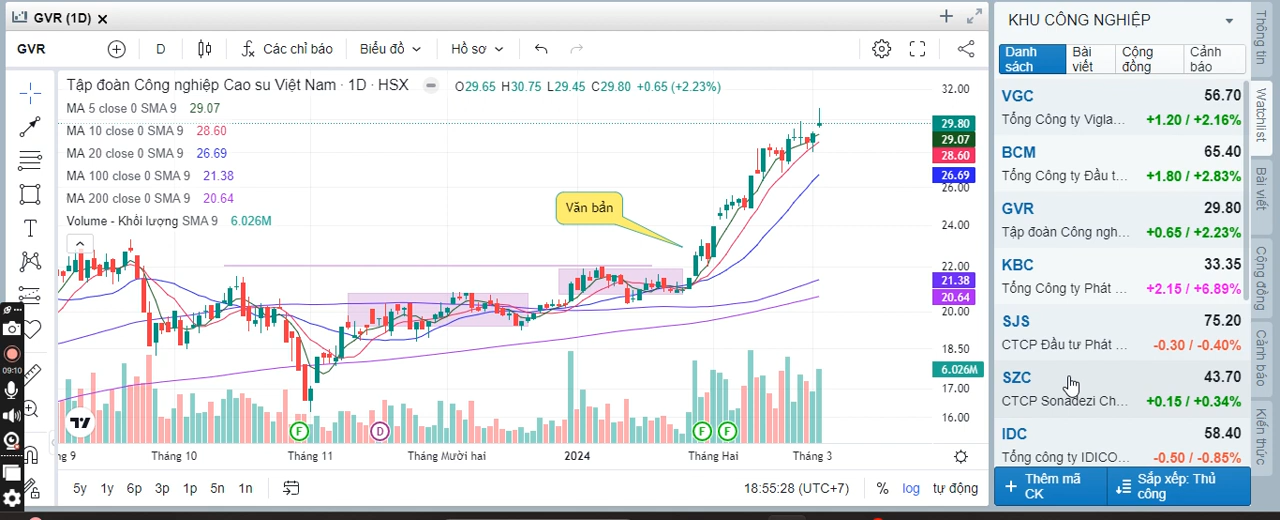 GVR (1D)
GVR
D
Các chỉ báo
Biểu đồ
Hồ sơ
Tập đoàn Công nghiệp Cao su Việt Nam · 1D · HSX
O29.65 H30.75 L29.45 C29.80 +0.65 (+2.23%)
MA 5 close 0 SMA 9 29.07
MA 10 close 0 SMA 9 28.60
MA 20 close 0 SMA 9 26.69
MA 100 close 0 SMA 9 21.38
MA 200 close 0 SMA 9 20.64
Volume - Khối lượng SMA 9 6.026M
Văn bản
32.00
29.80
29.07
28.60
26.69
26.00
24.00
22.00
21.38
20.64
20.00
18.50
6.026M
17.00
16.00
F
D
F
F
Tháng 10
Tháng 11
Tháng Mười hai
2024
Tháng Hai
Tháng 3
5y 1y 6p 3p 1p 5n 1n
18:55:28 (UTC+7)
% log tự động
09:10
KHU CÔNG NGHIỆP
Danh sách
Bài viết
Cộng đồng
Cảnh báo
VGC 56.70
Tổng Công ty Vigla... +1.20 / +2.16%
BCM 65.40
Tổng Công ty Đầu t... +1.80 / +2.83%
GVR 29.80
Tập đoàn Công ngh... +0.65 / +2.23%
KBC 33.35
Tổng Công ty Phát ... +2.15 / +6.89%
SJS 75.20
CTCP Đầu tư Phát ... -0.30 / -0.40%
SZC 43.70
CTCP Sonadezi Ch... +0.15 / +0.34%
IDC 58.40
Tổng công ty IDICO... -0.50 / -0.85%
Thêm mã CK
Sắp xếp: Thủ công
Thông tin
Watchlist
Bài viết
Cộng đồng
Cảnh báo
Kiến thức